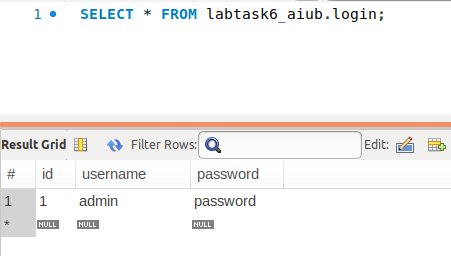 1 SELECT * FROM labtask6_aiub.login;
Result Grid Filter Rows: Edit:
# id username password
1 1 admin password
* NULL NULL NULL